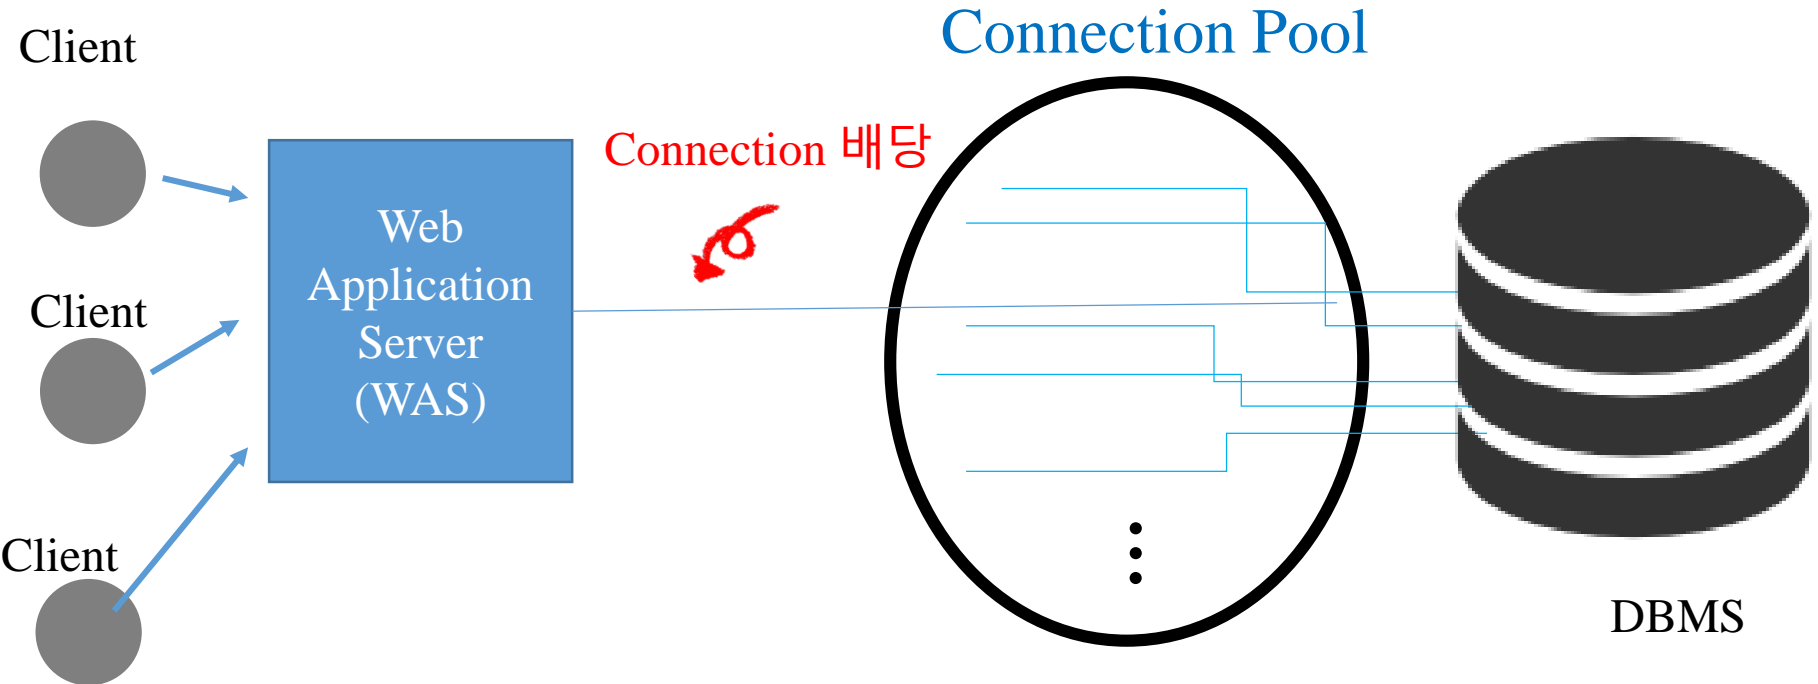 Connection Pool
Client
Connection 배당
Web
Application
Server
(WAS)
Client
Client
DBMS